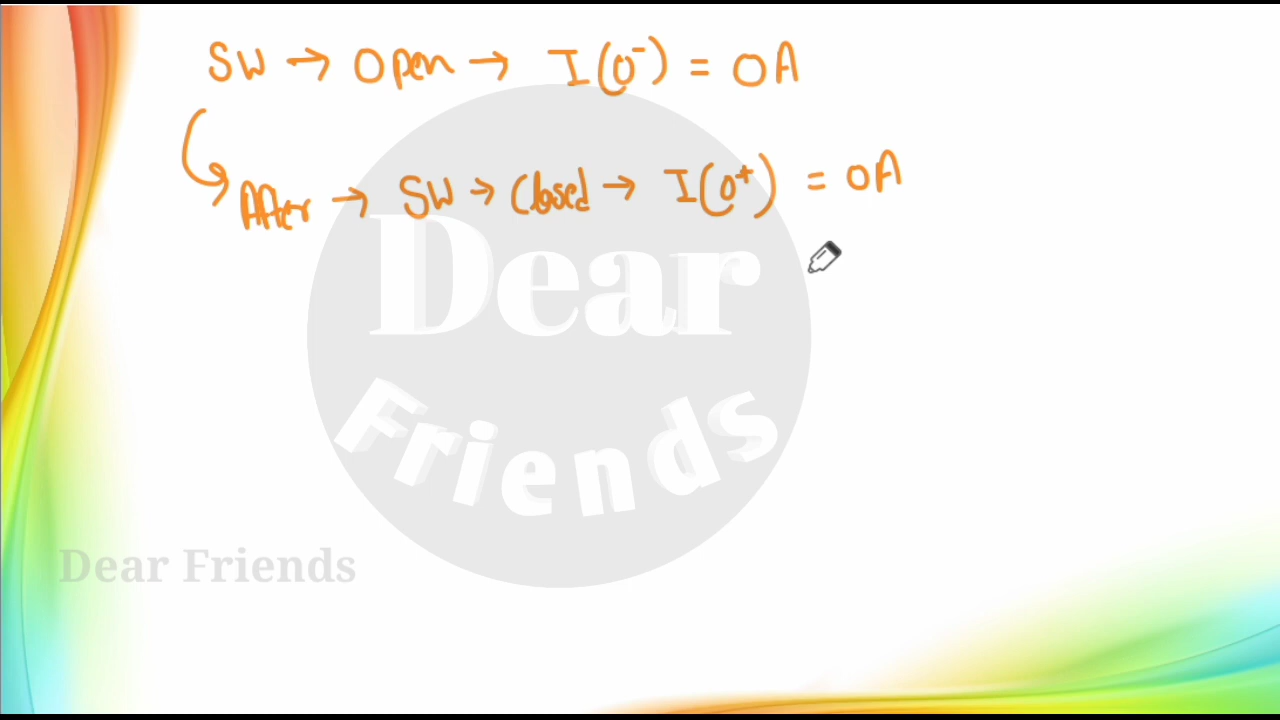 SW → Open → I(0⁻) = 0A
After → SW → Closed → I(0⁺) = 0A
Dear
Friends
Dear Friends